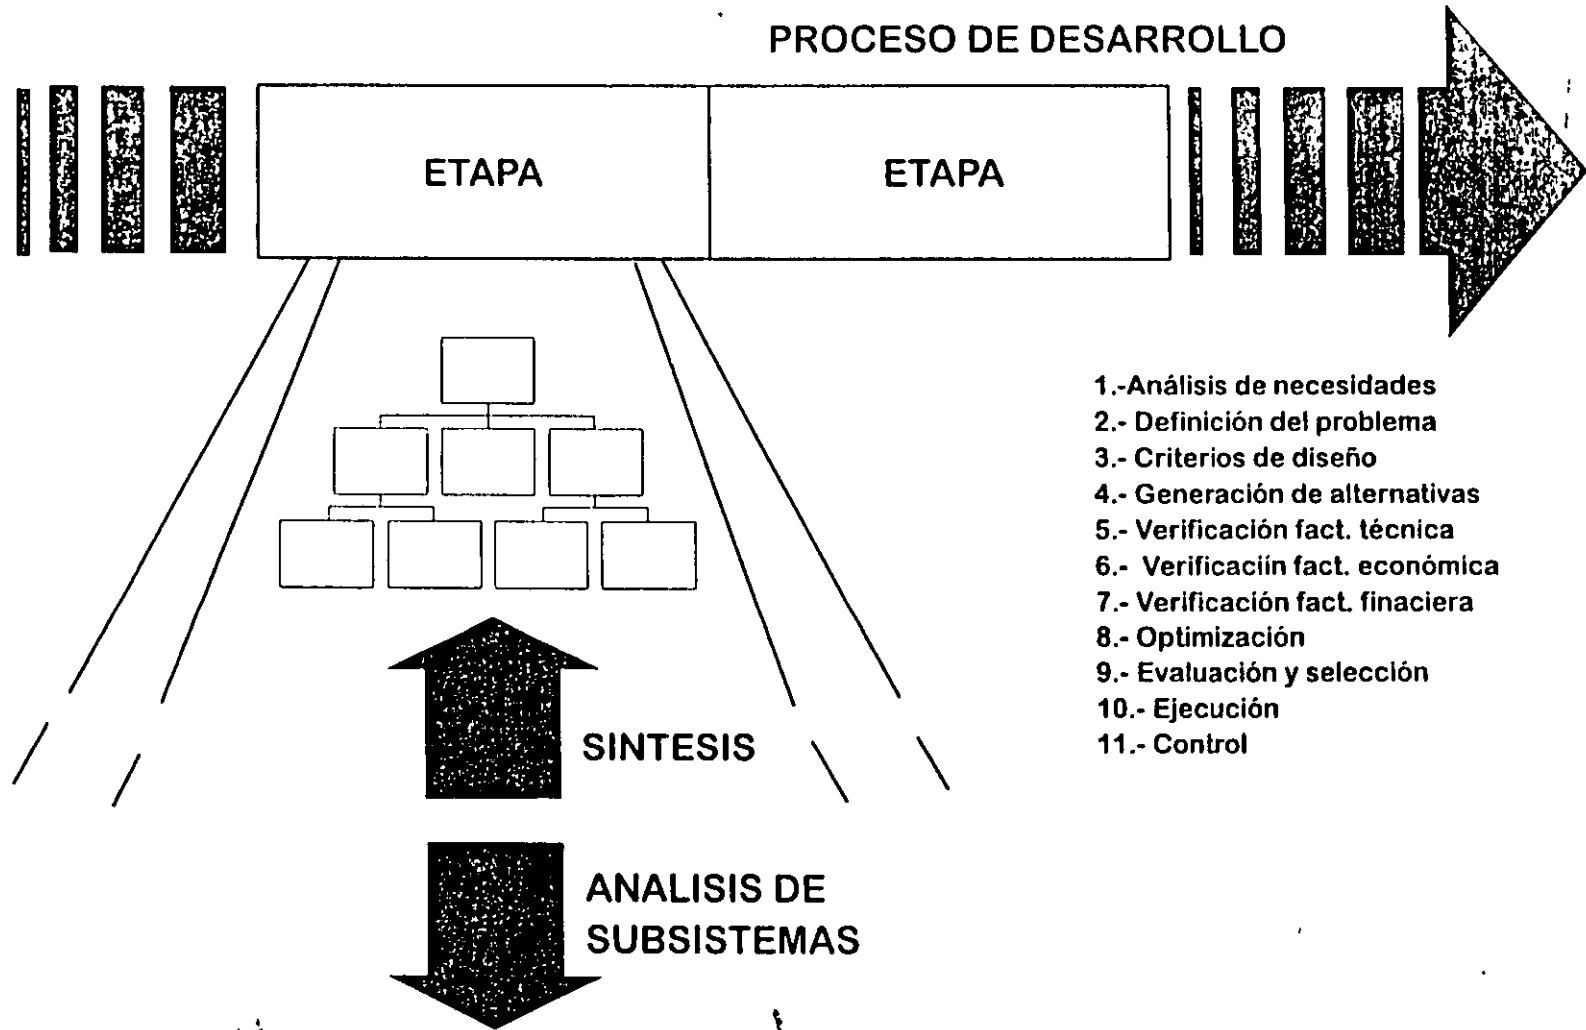 PROCESO DE DESARROLLO
ETAPA
ETAPA
1.-Análisis de necesidades
2.- Definición del problema
3.- Criterios de diseño
4.- Generación de alternativas
5.- Verificación fact. técnica
6.- Verificaciín fact. económica
7.- Verificación fact. finaciera
8.- Optimización
9.- Evaluación y selección
10.- Ejecución
11.- Control
SINTESIS
ANALISIS DE
SUBSISTEMAS